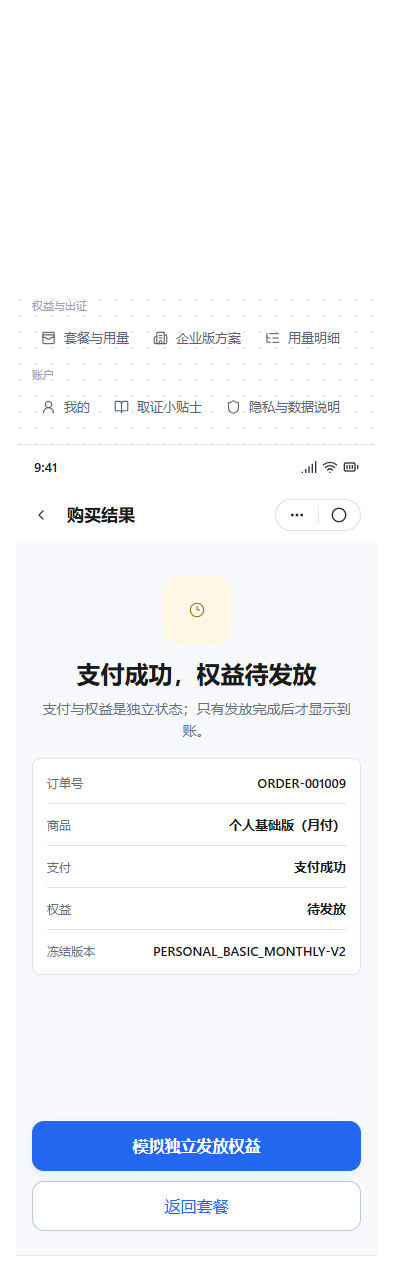 权益与出证
套餐与用量 企业版方案 用量明细
账户
我的 取证小贴士 隐私与数据说明
9:41
购买结果
支付成功，权益待发放
支付与权益是独立状态；只有发放完成后才显示到
账。
订单号 ORDER-001009
商品 个人基础版（月付）
支付 支付成功
权益 待发放
冻结版本 PERSONAL_BASIC_MONTHLY-V2
模拟独立发放权益
返回套餐